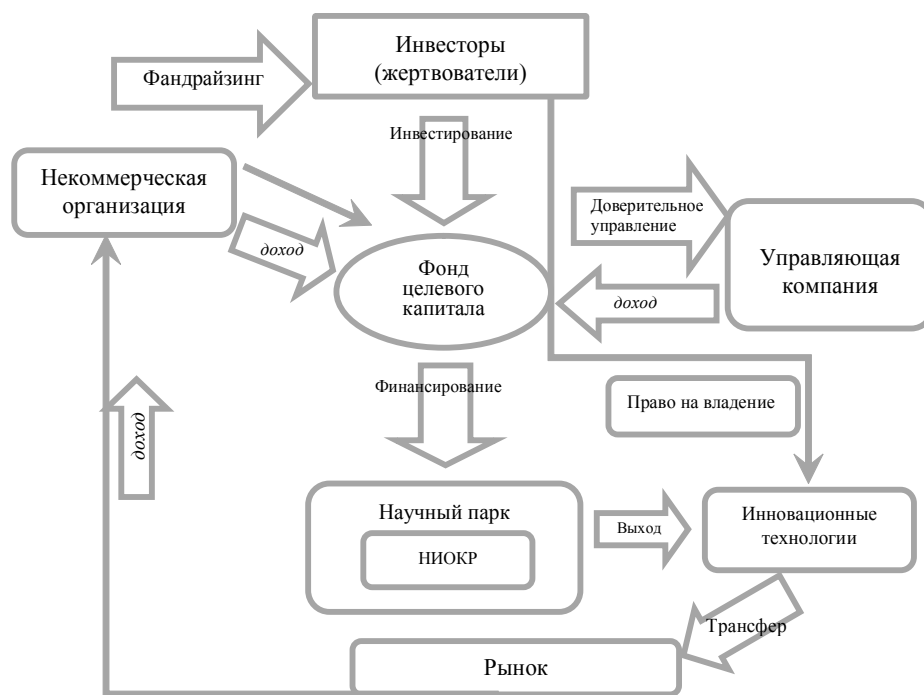 Инвесторы
(жертвователи)
Фандрайзинг
Инвестирование
Некоммерческая
организация
доход
Доверительное
управление
Управляющая
компания
Фонд
целевого
капитала
доход
Финансирование
Право на владение
доход
Научный парк
НИОКР
Выход
Инновационные
технологии
Трансфер
Рынок